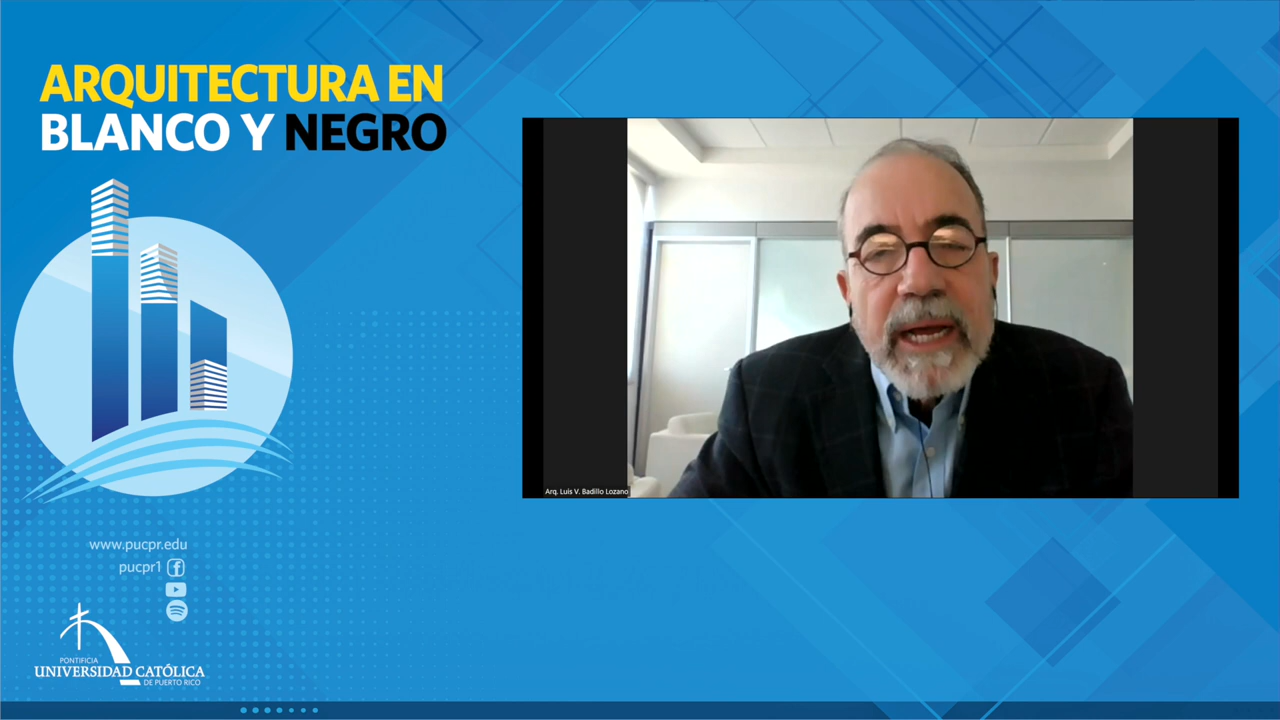 ARQUITECTURA EN
BLANCO Y NEGRO
Arq. Luis V. Badillo Lozano
www.pucpr.edu
pucpr1
PONTIFICIA
UNIVERSIDAD CATÓLICA
DE PUERTO RICO